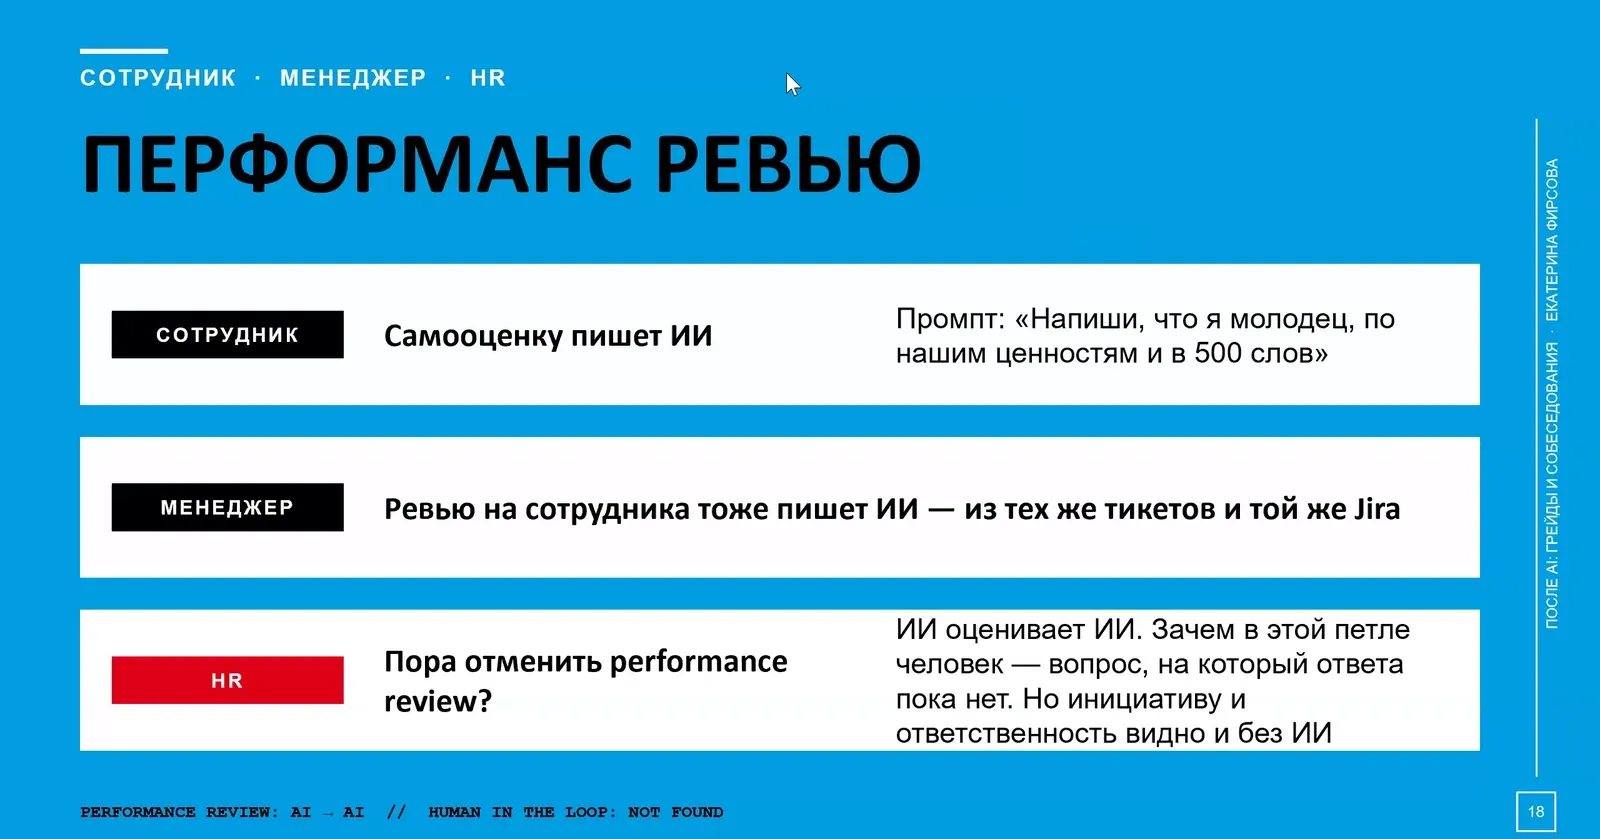 СОТРУДНИК · МЕНЕДЖЕР · HR
ПЕРФОРМАНС РЕВЬЮ
СОТРУДНИК
Самооценку пишет ИИ
Промпт: «Напиши, что я молодец, по
нашим ценностям и в 500 слов»
МЕНЕДЖЕР
Ревью на сотрудника тоже пишет ИИ — из тех же тикетов и той же Jira
HR
Пора отменить performance
review?
ИИ оценивает ИИ. Зачем в этой петле
человек — вопрос, на который ответа
пока нет. Но инициативу и
ответственность видно и без ИИ
PERFORMANCE REVIEW: AI → AI // HUMAN IN THE LOOP: NOT FOUND
ПОСЛЕ AI: ГРЕЙДЫ И СОБЕСЕДОВАНИЯ · ЕКАТЕРИНА ФИРСОВА
18